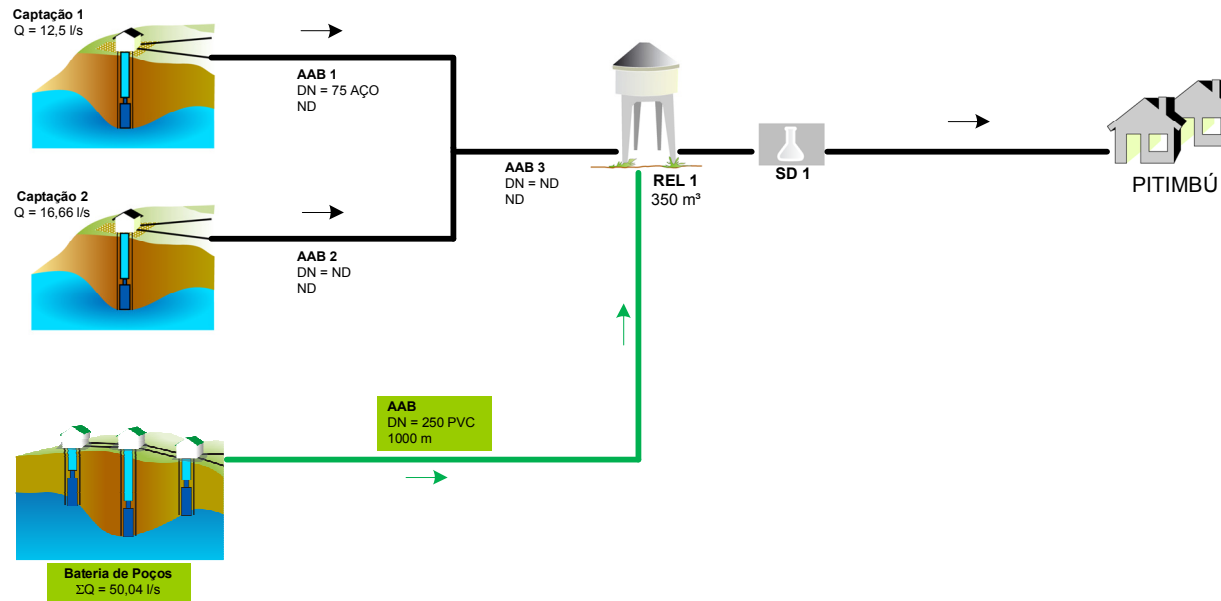 Captação 1
Q = 12,5 l/s
AAB 1
DN = 75 AÇO
ND
AAB 3
DN = ND
ND
REL 1
350 m³
SD 1
PITIMBÚ
Captação 2
Q = 16,66 l/s
AAB 2
DN = ND
ND
AAB
DN = 250 PVC
1000 m
Bateria de Poços
ΣQ = 50,04 l/s